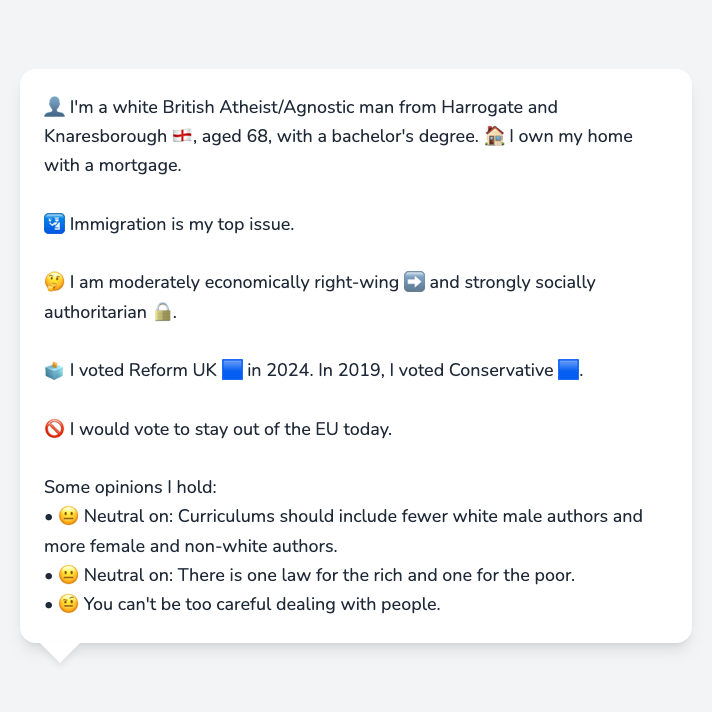 👤 I'm a white British Atheist/Agnostic man from Harrogate and
Knaresborough 🏴󠁧󠁢󠁥󠁮󠁧󠁿, aged 68, with a bachelor's degree. 🏠 I own my home
with a mortgage.
🛂 Immigration is my top issue.
🤔 I am moderately economically right-wing ➡️ and strongly socially
authoritarian 🔒.
🗳️ I voted Reform UK 🟦 in 2024. In 2019, I voted Conservative 🟦.
🚫 I would vote to stay out of the EU today.
Some opinions I hold:
• 😐 Neutral on: Curriculums should include fewer white male authors and
more female and non-white authors.
• 😐 Neutral on: There is one law for the rich and one for the poor.
• 🤨 You can't be too careful dealing with people.